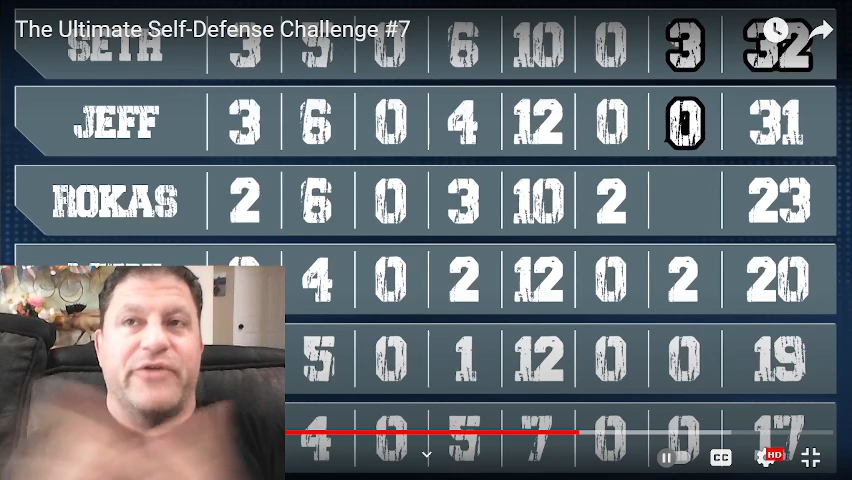 The Ultimate Self-Defense Challenge #7
SETH 3 5 0 6 10 0 3 32
JEFF 3 6 0 4 12 0 0 31
ROKAS 2 6 0 3 10 2 23
4 0 2 12 0 2 20
5 0 1 12 0 0 19
4 0 5 7 0 0 17
CC HD